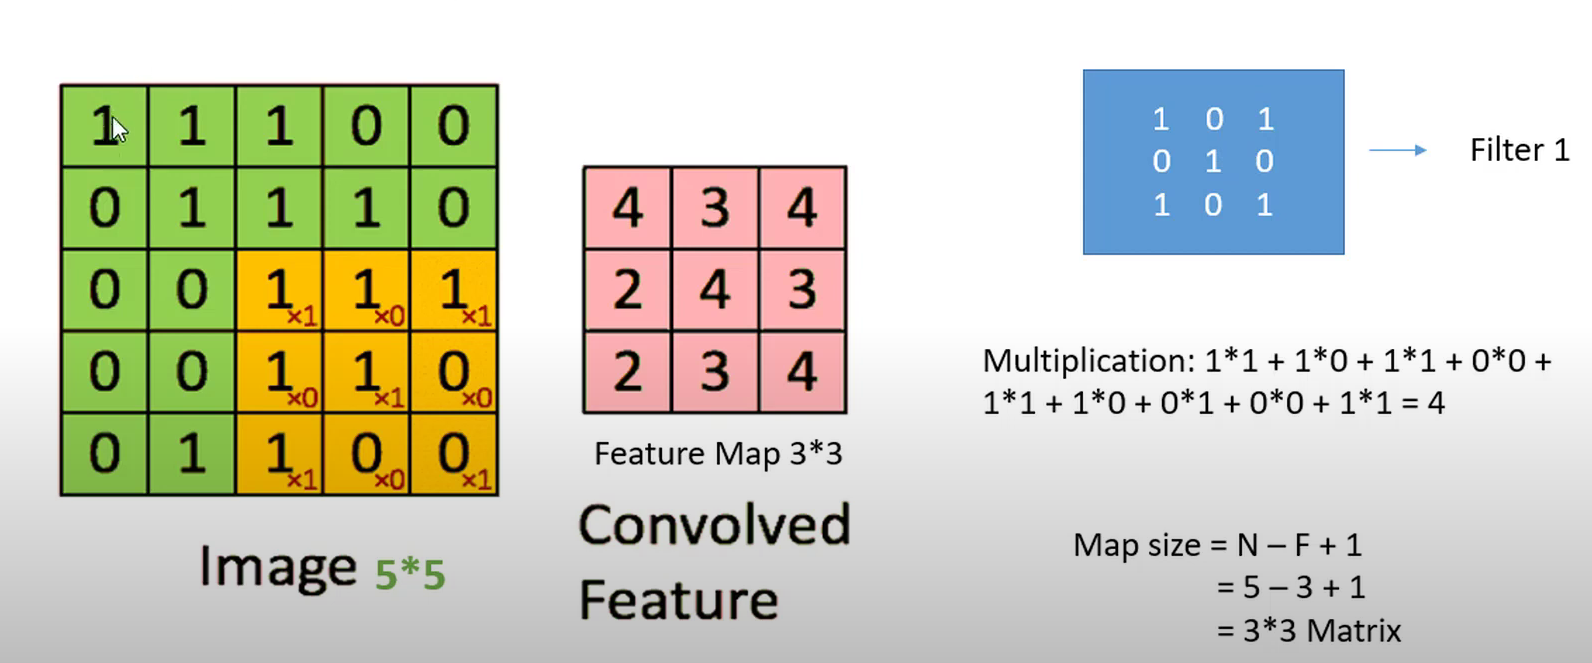 1 1 1 0 0
0 1 1 1 0
0 0 1×1 1×0 1×1
0 0 1×0 1×1 0×0
0 1 1×1 0×0 0×1
Image 5*5
4 3 4
2 4 3
2 3 4
Feature Map 3*3
Convolved
Feature
1 0 1
0 1 0
1 0 1
Filter 1
Multiplication: 1*1 + 1*0 + 1*1 + 0*0 +
1*1 + 1*0 + 0*1 + 0*0 + 1*1 = 4
Map size = N – F + 1
= 5 – 3 + 1
= 3*3 Matrix